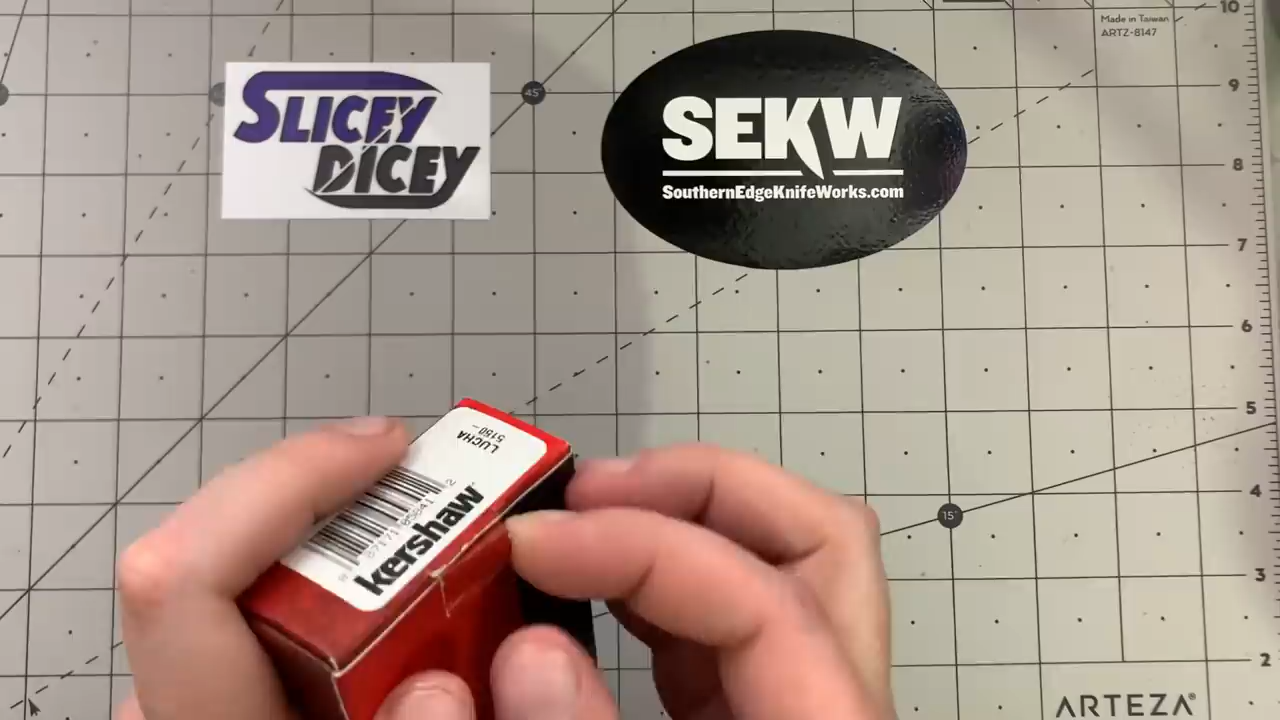 10
Made in Taiwan
ARTZ-8147
SLICEY
DICEY
45°
SEKW
SouthernEdgeKnifeWorks.com
9
8
7
6
5
4
3
2
15°
LUCHA
5150
kershaw
ARTEZA®